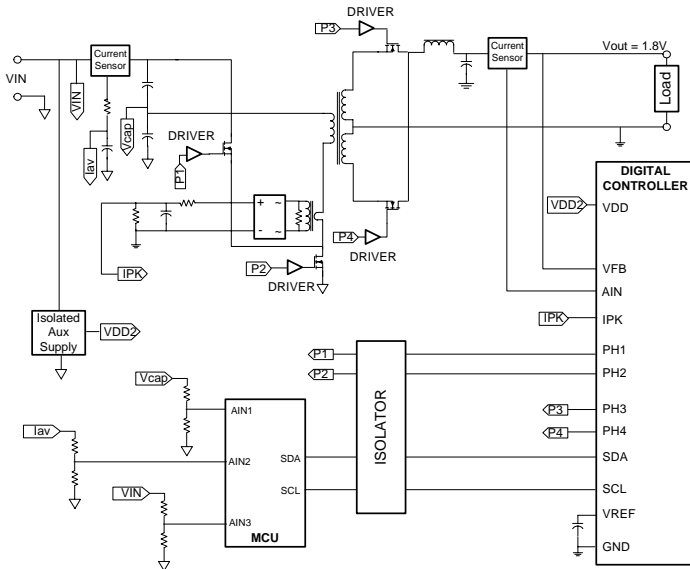 DRIVER
P3
Current
Sensor
Current
Sensor
Vout = 1.8V
VIN
VIN
Load
Vcap
Iav
DRIVER
P1
DIGITAL
CONTROLLER
VDD2
VDD
+
~
-
~
P4
DRIVER
VFB
IPK
P2
DRIVER
AIN
IPK
IPK
Isolated
Aux
Supply
VDD2
P1
PH1
P2
PH2
Vcap
AIN1
ISOLATOR
P3
PH3
P4
PH4
Iav
AIN2
SDA
SDA
SCL
SCL
VIN
AIN3
MCU
VREF
GND